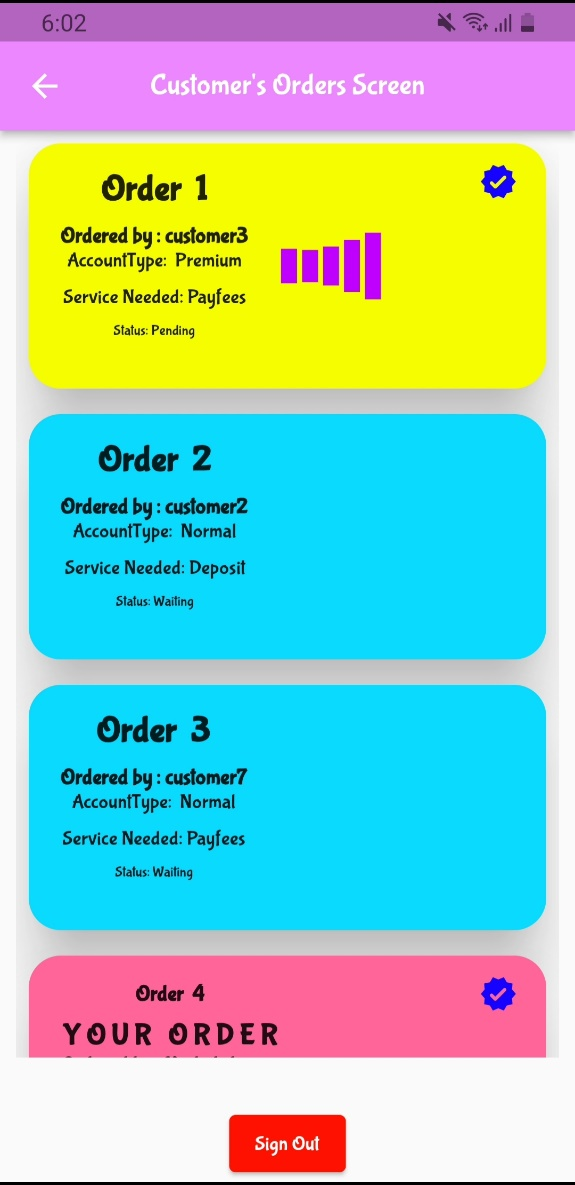 6:02
Customer's Orders Screen
Order 1
Ordered by : customer3
AccountType: Premium
Service Needed: Payfees
Status: Pending
Order 2
Ordered by : customer2
AccountType: Normal
Service Needed: Deposit
Status: Waiting
Order 3
Ordered by : customer7
AccountType: Normal
Service Needed: Payfees
Status: Waiting
Order 4
YOUR ORDER
Sign Out